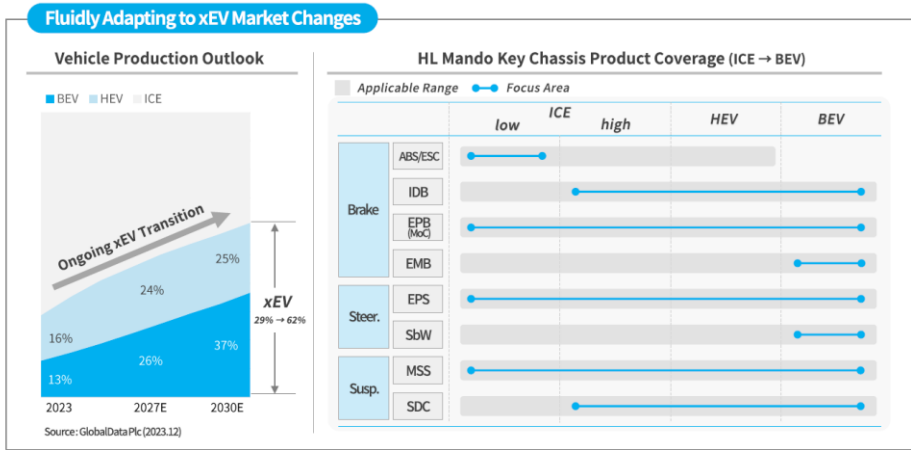 Fluidly Adapting to xEV Market Changes
Vehicle Production Outlook
BEV HEV ICE
Ongoing xEV Transition
16%
13%
24%
26%
25%
37%
xEV
29% → 62%
2023 2027E 2030E
Source: GlobalData Plc (2023.12)
HL Mando Key Chassis Product Coverage (ICE → BEV)
Applicable Range Focus Area
ICE
low high HEV BEV
Brake
ABS/ESC
IDB
EPB
(MoC)
EMB
Steer.
EPS
SbW
Susp.
MSS
SDC